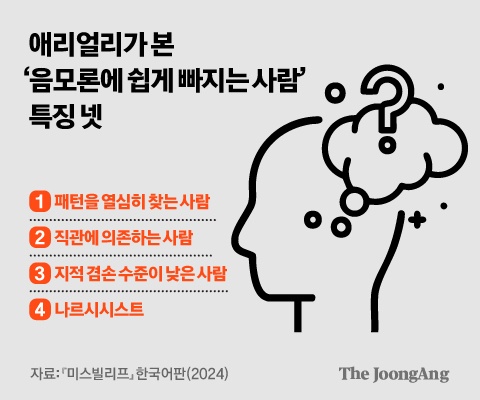 애리얼리가 본
‘음모론에 쉽게 빠지는 사람’
특징 넷
1 패턴을 열심히 찾는 사람
2 직관에 의존하는 사람
3 지적 겸손 수준이 낮은 사람
4 나르시시스트
자료: 『미스빌리프』 한국어판(2024)
The JoongAng